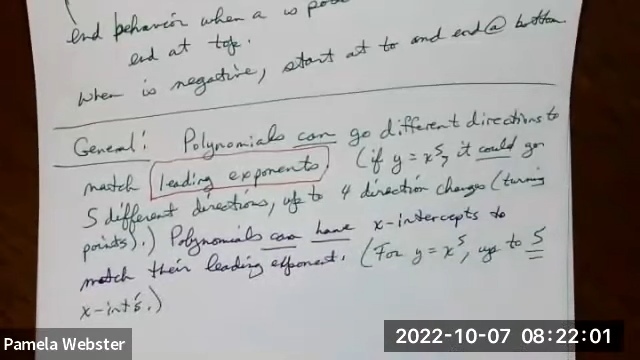 end behavior when a is pos
end at top.
When is negative, start at to and end @ bottom.
General: Polynomials can go different directions to
match leading exponents. (if y = x⁵, it could go
5 different directions, up to 4 direction changes (turning
points).) Polynomials can have x-intercepts to
match their leading exponent. (For y = x⁵, up to 5
x-int's.)
Pamela Webster
2022-10-07 08:22:01